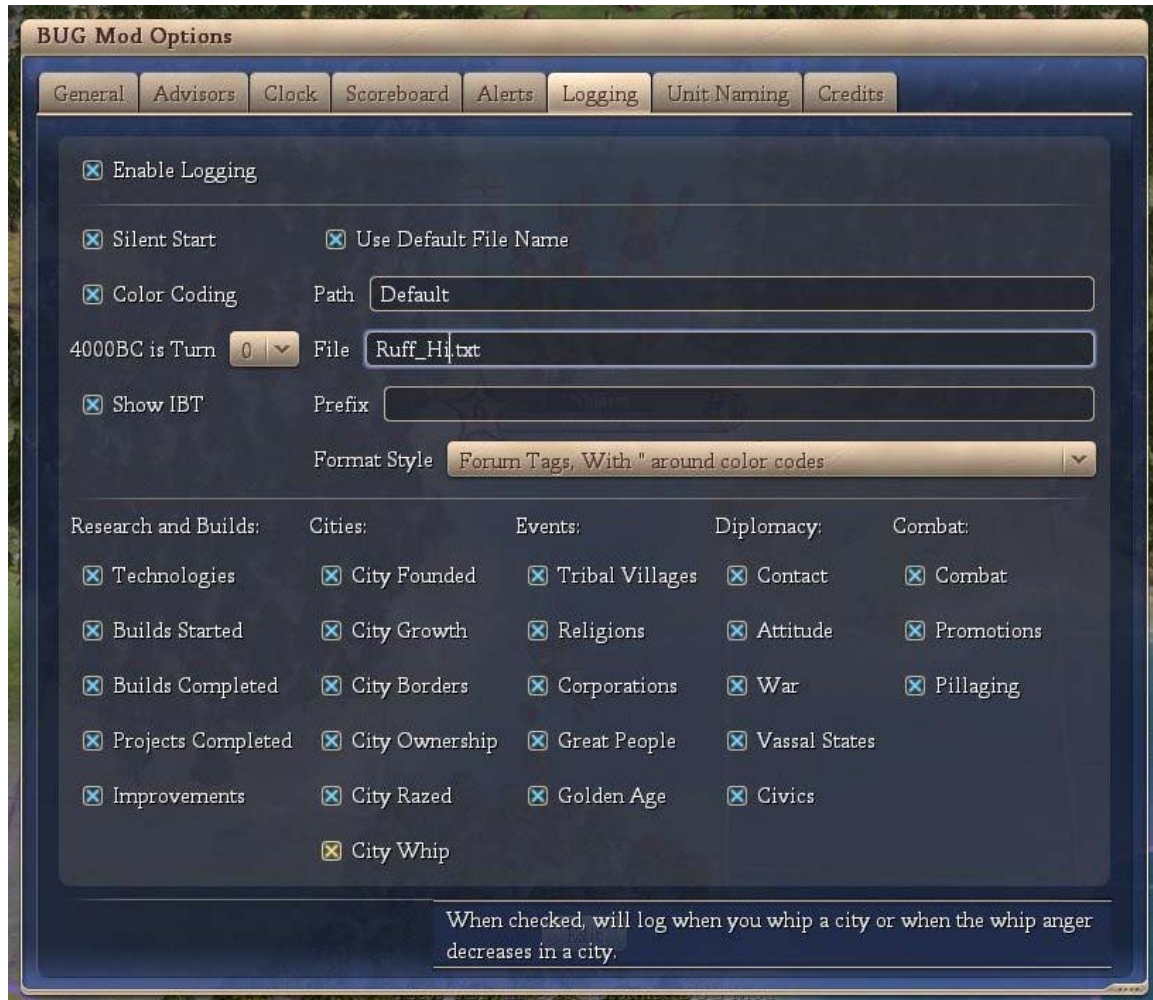 BUG Mod Options
General Advisors Clock Scoreboard Alerts Logging Unit Naming Credits
Enable Logging
Silent Start Use Default File Name
Color Coding Path Default
4000BC is Turn 0 File Ruff_Hi.txt
Show IBT Prefix
Format Style Forum Tags, With " around color codes
Research and Builds: Cities: Events: Diplomacy: Combat:
Technologies City Founded Tribal Villages Contact Combat
Builds Started City Growth Religions Attitude Promotions
Builds Completed City Borders Corporations War Pillaging
Projects Completed City Ownership Great People Vassal States
Improvements City Razed Golden Age Civics
City Whip
When checked, will log when you whip a city or when the whip anger
decreases in a city.